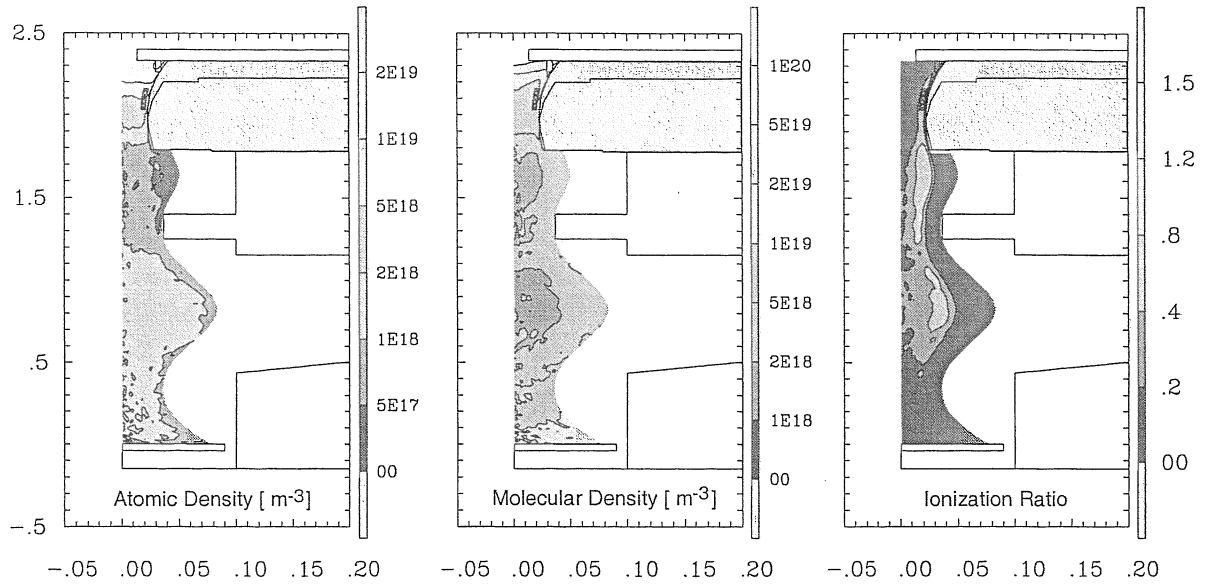 2.5
1.5
.5
-.5
2E19
1E19
5E18
2E18
1E18
5E17
00
Atomic Density [ m-3]
-.05 .00 .05 .10 .15 .20
1E20
5E19
2E19
1E19
5E18
2E18
1E18
00
Molecular Density [ m-3]
-.05 .00 .05 .10 .15 .20
1.5
1.2
.8
.4
.2
00
Ionization Ratio
-.05 .00 .05 .10 .15 .20